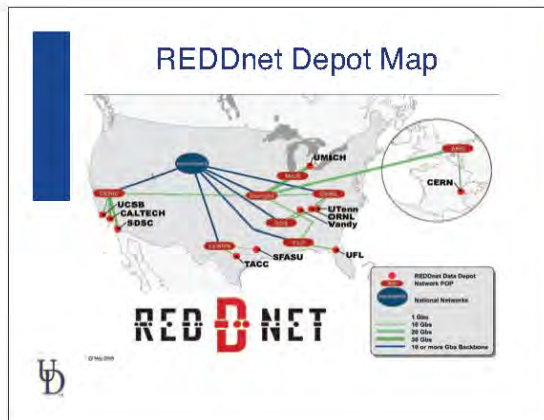 REDDnet Depot Map
UMICH
CERN
UCSB
CALTECH
SDSC
UTenn
ORNL
Vandy
SFASU
TACC
UFL
REDDnet Data Depot
Network POP
National Networks
1 Gbs
10 Gbs
20 Gbs
30 Gbs
10 or more Gbs Backbone
RED D NET
UD